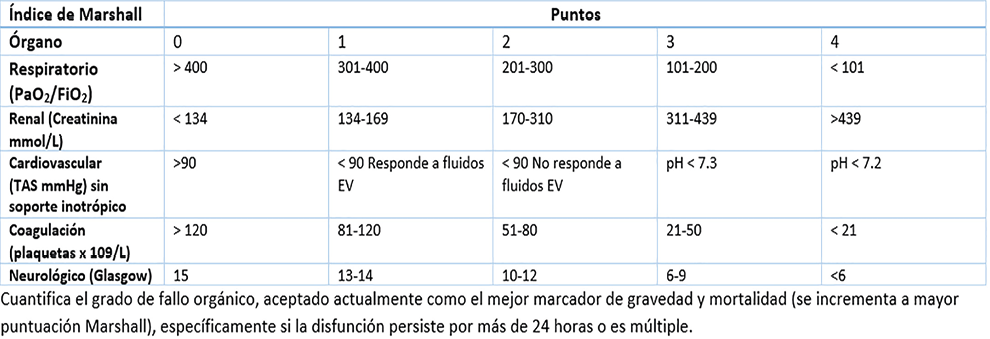 Índice de Marshall Puntos
Órgano 0 1 2 3 4
Respiratorio > 400 301-400 201-300 101-200 < 101
(PaO₂/FiO₂)
Renal (Creatinina < 134 134-169 170-310 311-439 >439
mmol/L)
Cardiovascular >90 < 90 Responde a fluidos < 90 No responde a pH < 7.3 pH < 7.2
(TAS mmHg) sin EV fluidos EV
soporte inotrópico
Coagulación > 120 81-120 51-80 21-50 < 21
(plaquetas x 109/L)
Neurológico (Glasgow) 15 13-14 10-12 6-9 <6
Cuantifica el grado de fallo orgánico, aceptado actualmente como el mejor marcador de gravedad y mortalidad (se incrementa a mayor
puntuación Marshall), específicamente si la disfunción persiste por más de 24 horas o es múltiple.